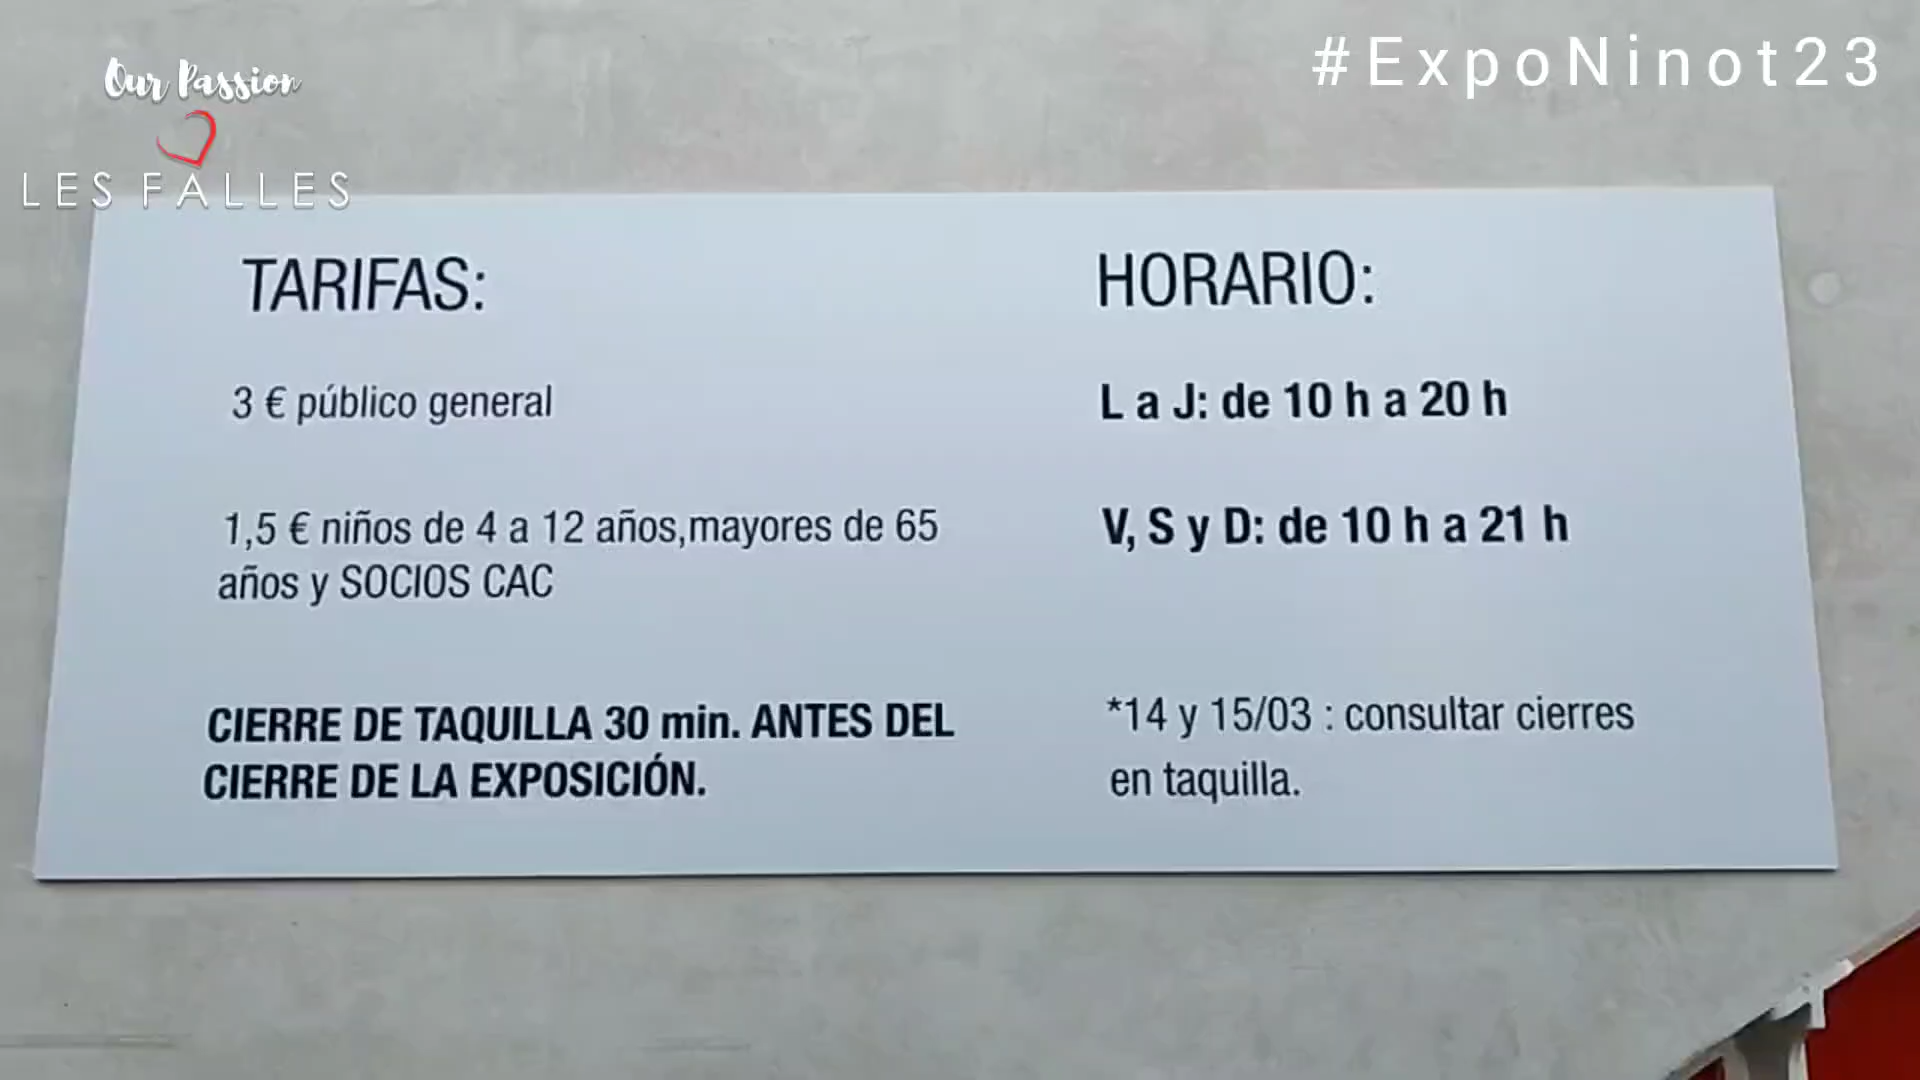 Our Passion
LES FALLES
#ExpoNinot23
TARIFAS:
3 € público general
1,5 € niños de 4 a 12 años,mayores de 65
años y SOCIOS CAC
CIERRE DE TAQUILLA 30 min. ANTES DEL
CIERRE DE LA EXPOSICIÓN.
HORARIO:
L a J: de 10 h a 20 h
V, S y D: de 10 h a 21 h
*14 y 15/03 : consultar cierres
en taquilla.